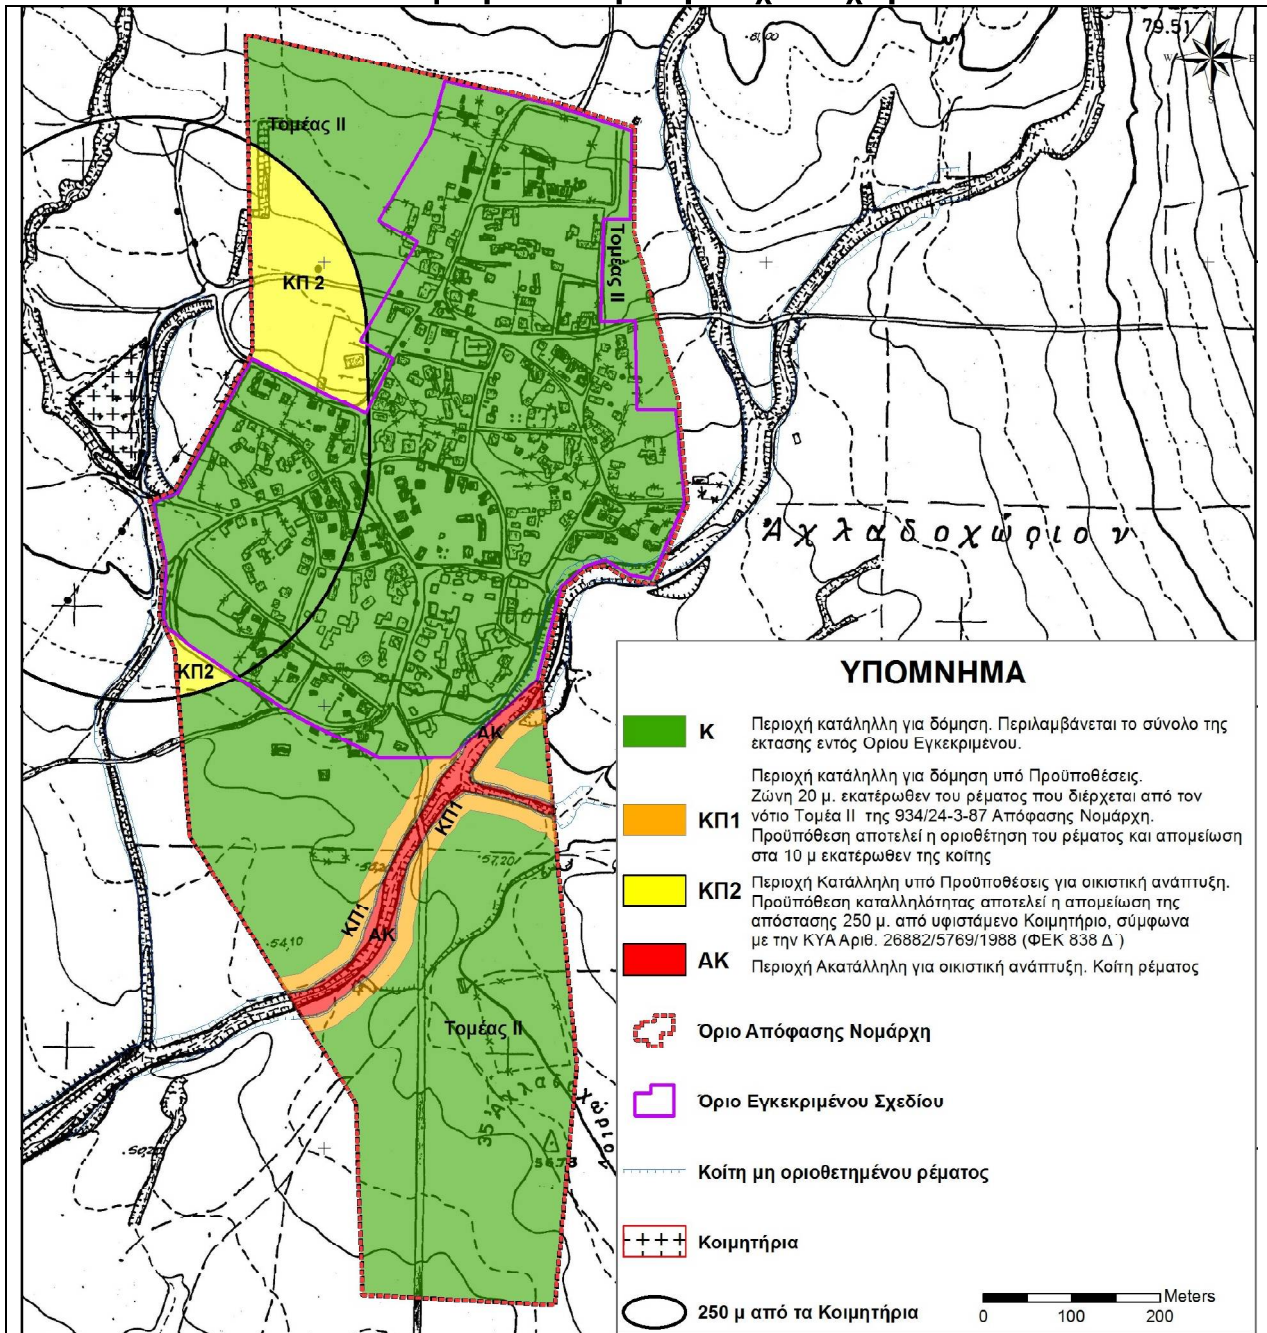 61,00
79.51
W
E
S
Τομέας ΙΙ
Τομέας ΙΙ
ΚΠ 2
Ἀχλαδοχώριον
ΚΠ2
ΑΚ
ΚΠ1
57,20
ΚΠ1
ΑΚ
54,10
Τομέας ΙΙ
ΥΠΟΜΝΗΜΑ
Κ
Περιοχή κατάληλλη για δόμηση. Περιλαμβάνεται το σύνολο της
έκτασης εντός Ορίου Εγκεκριμένου.
ΚΠ1
Περιοχή κατάληλλη για δόμηση υπό Προϋποθέσεις.
Ζώνη 20 μ. εκατέρωθεν του ρέματος που διέρχεται από τον
νότιο Τομέα ΙΙ της 934/24-3-87 Απόφασης Νομάρχη.
Προϋπόθεση αποτελεί η οριοθέτηση του ρέματος και απομείωση
στα 10 μ εκατέρωθεν της κοίτης
ΚΠ2
Περιοχή Κατάλληλη υπό Προϋποθέσεις για οικιστική ανάπτυξη.
Προϋπόθεση καταλληλότητας αποτελεί η απομείωση της
απόστασης 250 μ. από υφιστάμενο Κοιμητήριο, σύμφωνα
με την ΚΥΑ Αριθ. 26882/5769/1988 (ΦΕΚ 838 Δ΄)
ΑΚ
Περιοχή Ακατάλληλη για οικιστική ανάπτυξη. Κοίτη ρέματος
Όριο Απόφασης Νομάρχη
Όριο Εγκεκριμένου Σχεδίου
Κοίτη μη οριοθετημένου ρέματος
Κοιμητήρια
250 μ από τα Κοιμητήρια
Meters
0 100 200